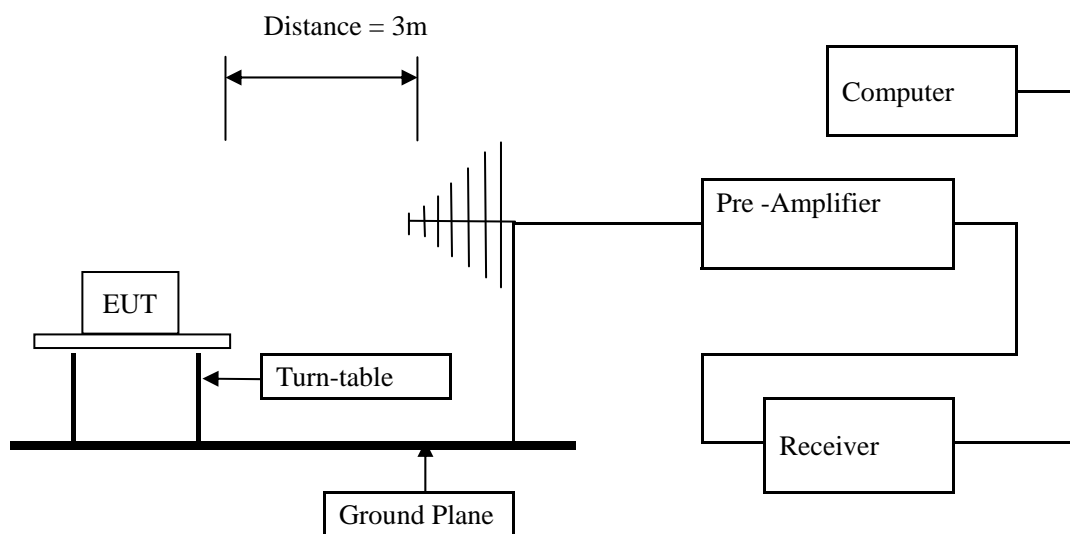 Distance = 3m
Computer
Pre -Amplifier
EUT
Turn-table
Receiver
Ground Plane